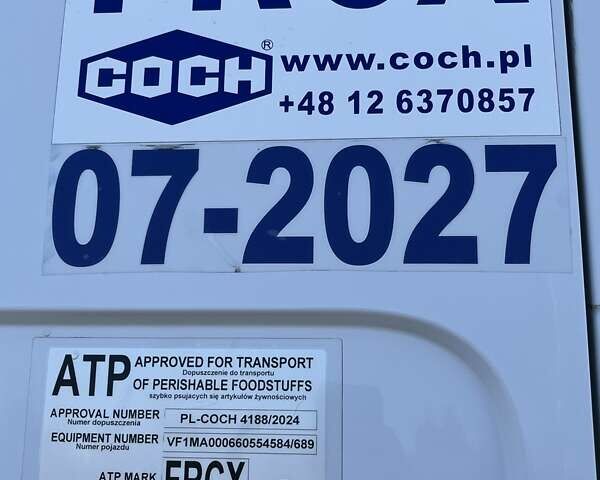 FRCX
COCH ® www.coch.pl
+48 12 6370857
07-2027
ATP APPROVED FOR TRANSPORT
Dopuszczenie do transportu
OF PERISHABLE FOODSTUFFS
szybko psujących się artykułów żywnościowych
APPROVAL NUMBER PL-COCH 4188/2024
Numer dopuszczenia
EQUIPMENT NUMBER VF1MA000660554584/689
Numer pojazdu
ATP MARK FRCX